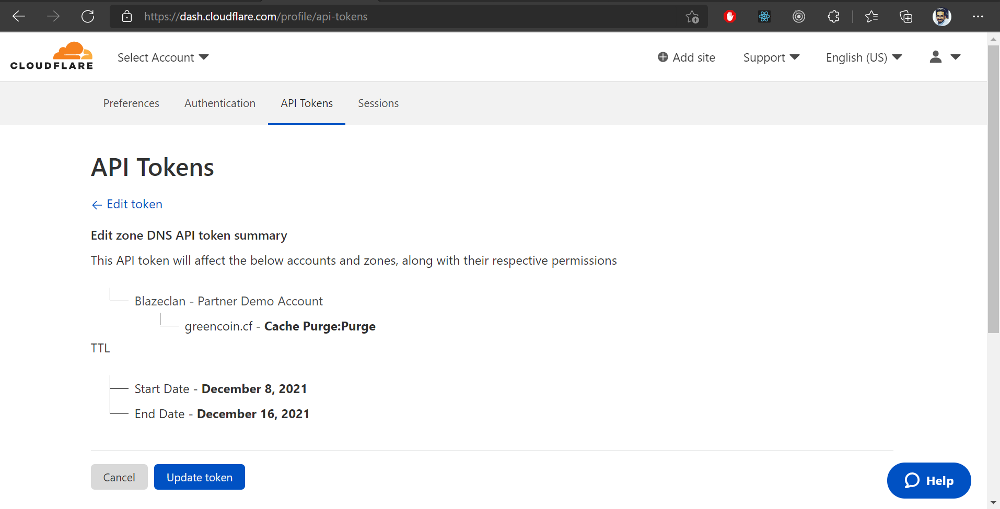 https://dash.cloudflare.com/profile/api-tokens
CLOUDFLARE
Select Account
Add site
Support
English (US)
Preferences
Authentication
API Tokens
Sessions
API Tokens
← Edit token
Edit zone DNS API token summary
This API token will affect the below accounts and zones, along with their respective permissions
Blazeclan - Partner Demo Account
greencoin.cf - Cache Purge:Purge
TTL
Start Date - December 8, 2021
End Date - December 16, 2021
Cancel
Update token
Help